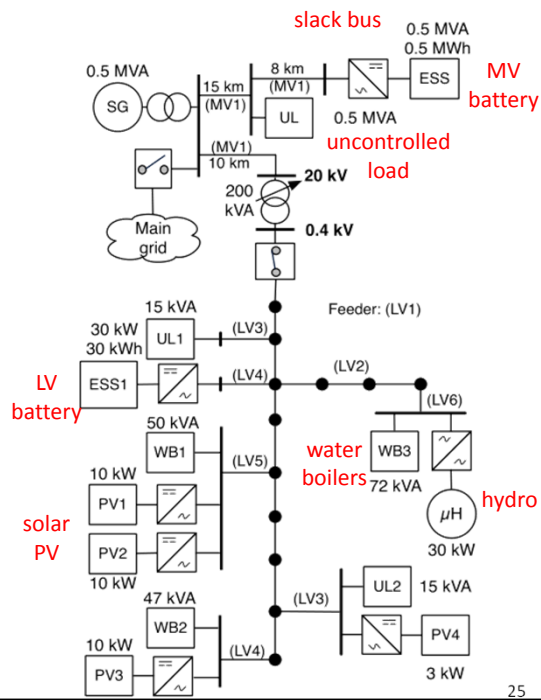 slack bus
0.5 MVA
0.5 MWh
0.5 MVA
SG
15 km
(MV1)
8 km
(MV1)
ESS
MV
battery
UL
0.5 MVA
uncontrolled
load
(MV1)
10 km
20 kV
200
kVA
Main
grid
0.4 kV
15 kVA
Feeder: (LV1)
30 kW
30 kWh
UL1
(LV3)
ESS1
(LV4)
(LV2)
LV
battery
(LV6)
50 kVA
WB1
(LV5)
water
boilers
WB3
72 kVA
hydro
10 kW
PV1
µH
solar
PV
PV2
30 kW
10 kW
47 kVA
UL2
15 kVA
(LV3)
WB2
10 kW
(LV4)
PV4
PV3
3 kW
25